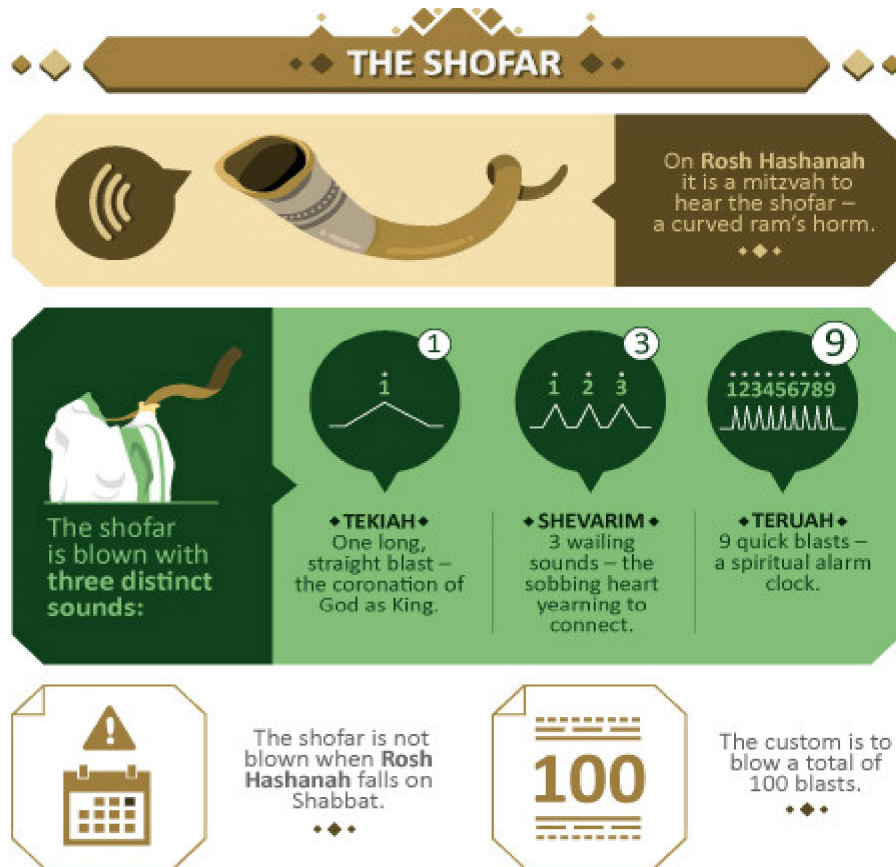 THE SHOFAR
On Rosh Hashanah
it is a mitzvah to
hear the shofar –
a curved ram's horm.
The shofar
is blown with
three distinct
sounds:
1
1
TEKIAH
One long,
straight blast –
the coronation of
God as King.
3
1 2 3
SHEVARIM
3 wailing
sounds – the
sobbing heart
yearning to
connect.
9
123456789
TERUAH
9 quick blasts –
a spiritual alarm
clock.
The shofar is not
blown when Rosh
Hashanah falls on
Shabbat.
100
The custom is to
blow a total of
100 blasts.